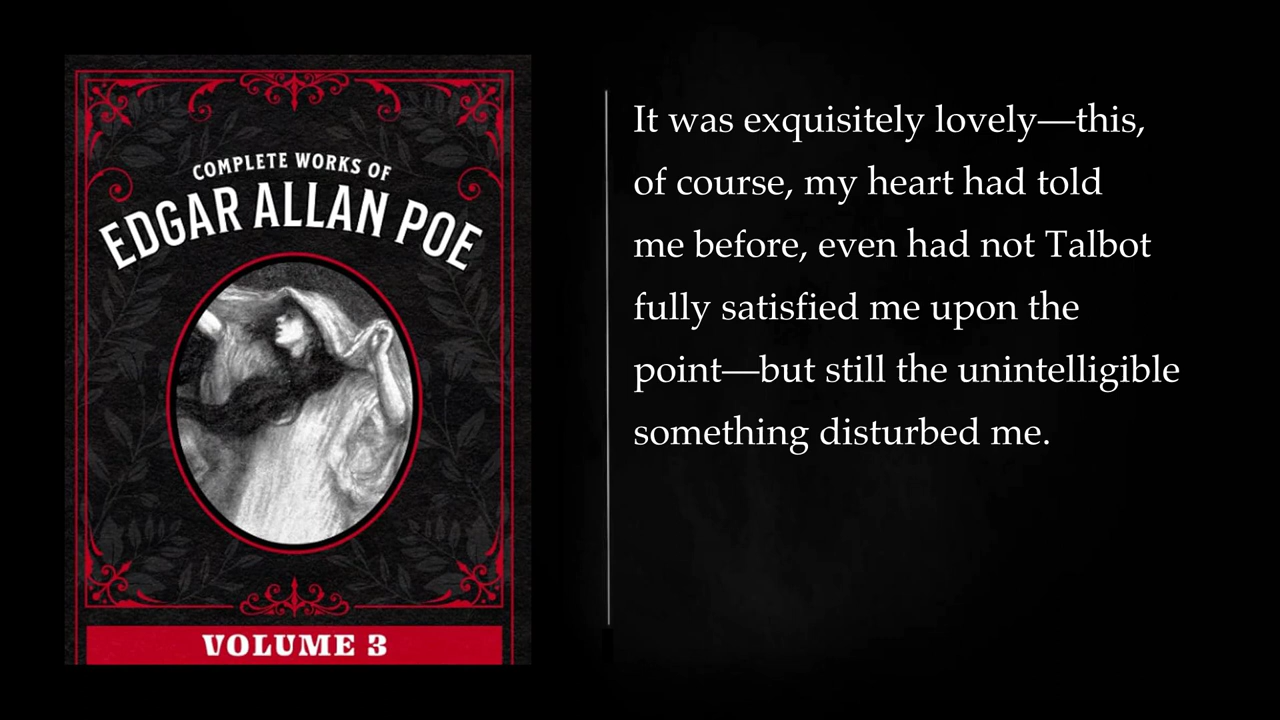 COMPLETE WORKS OF
EDGAR ALLAN POE
VOLUME 3
It was exquisitely lovely—this,
of course, my heart had told
me before, even had not Talbot
fully satisfied me upon the
point—but still the unintelligible
something disturbed me.